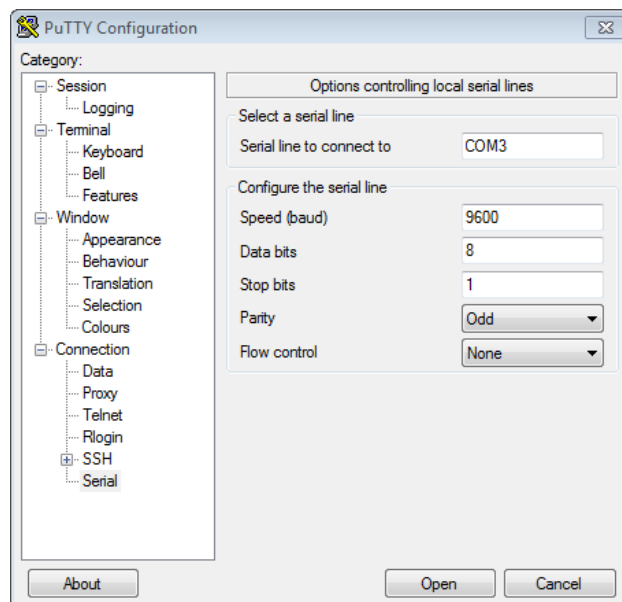 PuTTY Configuration
Category:
Session
Logging
Terminal
Keyboard
Bell
Features
Window
Appearance
Behaviour
Translation
Selection
Colours
Connection
Data
Proxy
Telnet
Rlogin
SSH
Serial
Options controlling local serial lines
Select a serial line
Serial line to connect to COM3
Configure the serial line
Speed (baud) 9600
Data bits 8
Stop bits 1
Parity Odd
Flow control None
About Open Cancel